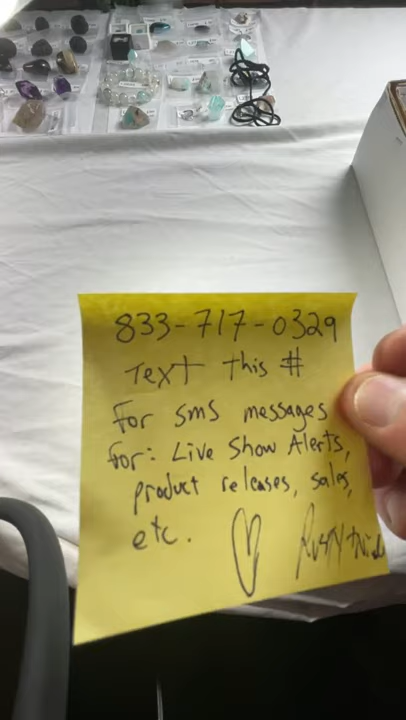 833-717-0329
Text this #
For sms messages
for: Live Show Alerts,
product releases, sales,
etc. ♡